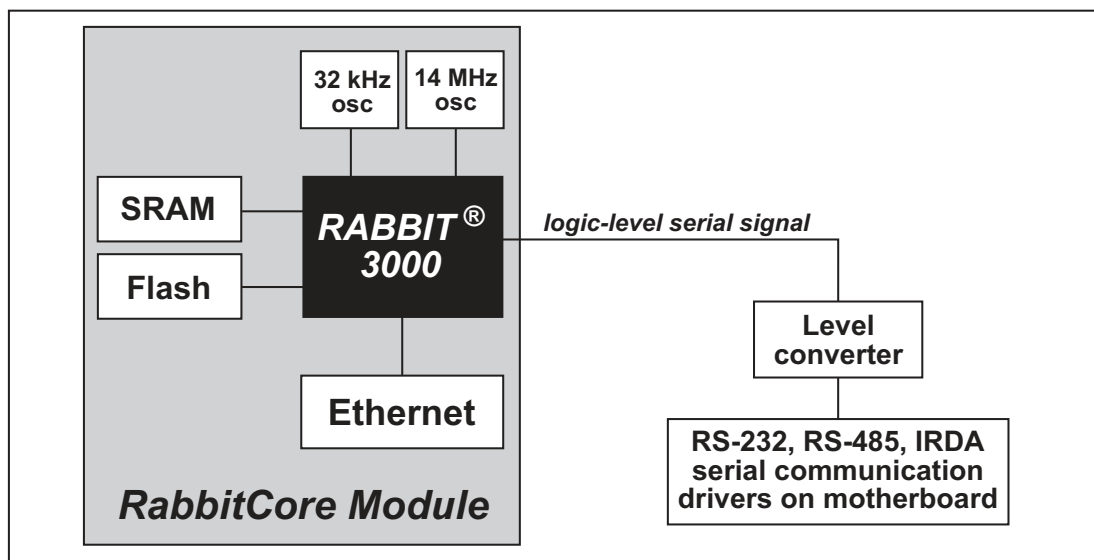 32 kHz
osc
14 MHz
osc
SRAM
RABBIT ®
3000
logic-level serial signal
Flash
Level
converter
Ethernet
RS-232, RS-485, IRDA
serial communication
drivers on motherboard
RabbitCore Module